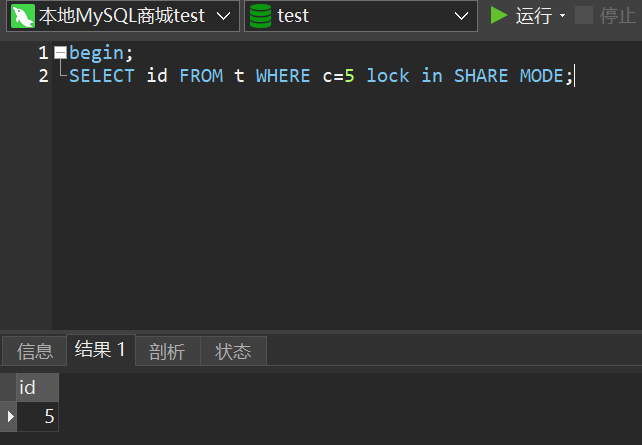 本地MySQL商城test test 运行 停止
1 begin;
2 SELECT id FROM t WHERE c=5 lock in SHARE MODE;
信息 结果 1 剖析 状态
id
5